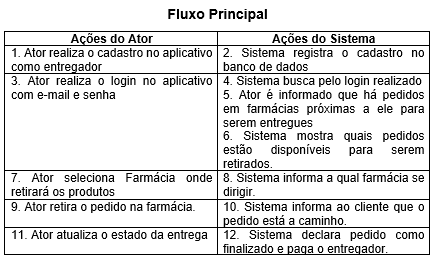 Fluxo Principal
Ações do Ator
Ações do Sistema
1. Ator realiza o cadastro no aplicativo
como entregador
2. Sistema registra o cadastro no
banco de dados
3. Ator realiza o login no aplicativo
com e-mail e senha
4. Sistema busca pelo login realizado
5. Ator é informado que há pedidos
em farmácias próximas a ele para
serem entregues
6. Sistema mostra quais pedidos
estão disponíveis para serem
retirados.
7. Ator seleciona Farmácia onde
retirará os produtos
8. Sistema informa a qual farmácia se
dirigir.
9. Ator retira o pedido na farmácia.
10. Sistema informa ao cliente que o
pedido está a caminho.
11. Ator atualiza o estado da entrega
12. Sistema declara pedido como
finalizado e paga o entregador.